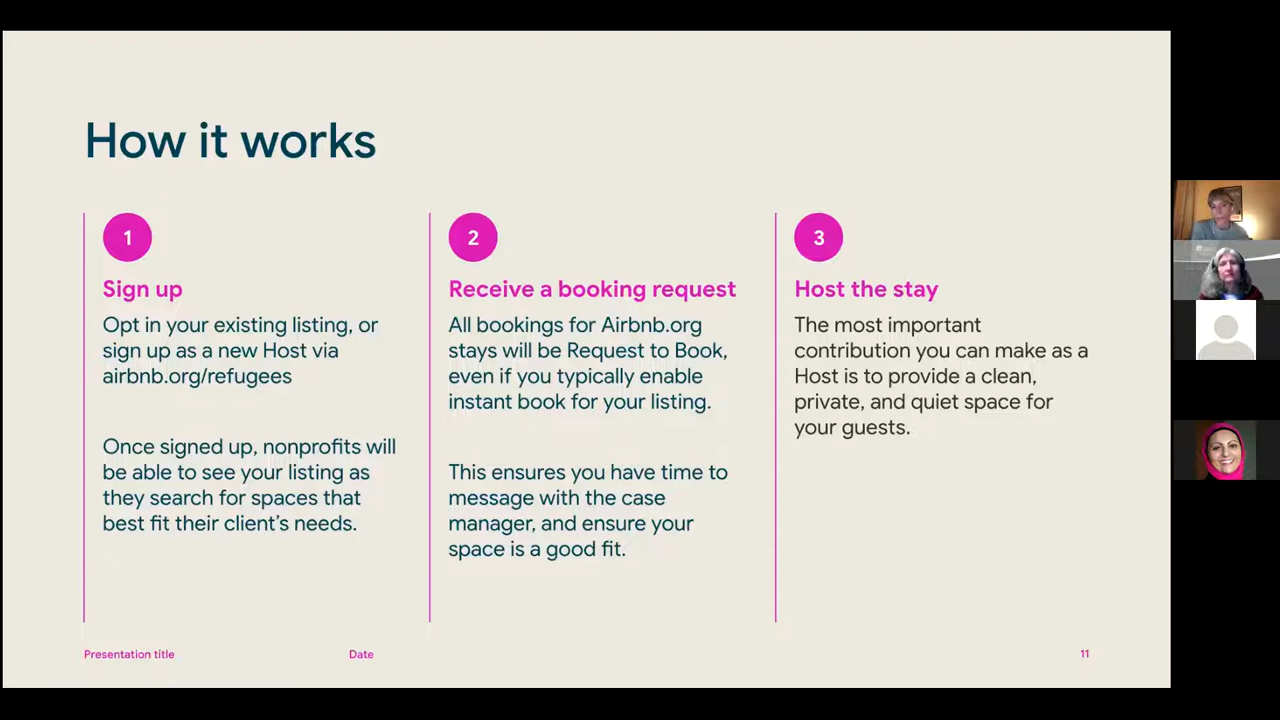 How it works
1
Sign up
Opt in your existing listing, or
sign up as a new Host via
airbnb.org/refugees
Once signed up, nonprofits will
be able to see your listing as
they search for spaces that
best fit their client’s needs.
2
Receive a booking request
All bookings for Airbnb.org
stays will be Request to Book,
even if you typically enable
instant book for your listing.
This ensures you have time to
message with the case
manager, and ensure your
space is a good fit.
3
Host the stay
The most important
contribution you can make as a
Host is to provide a clean,
private, and quiet space for
your guests.
Presentation title
Date
11